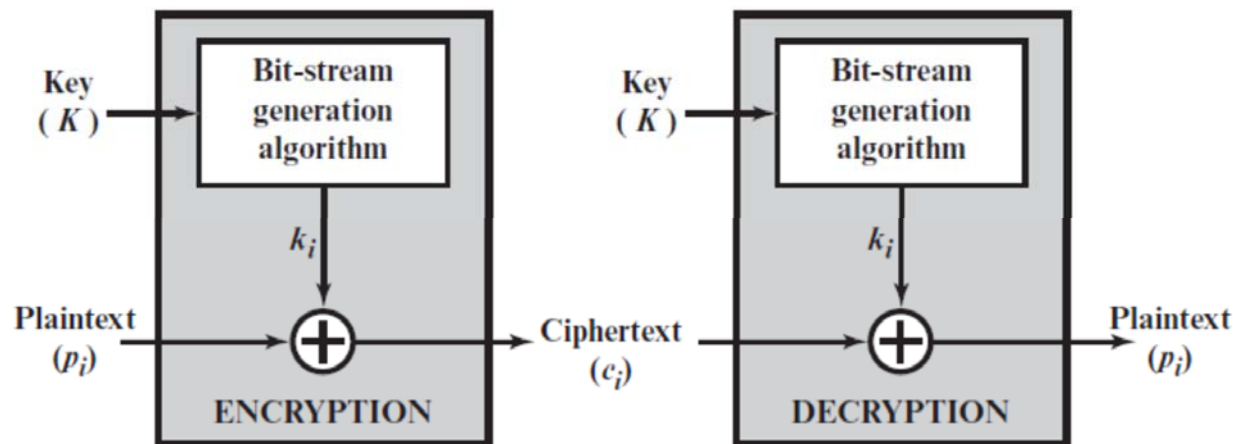 Key
( K )
Bit-stream
generation
algorithm
k_i
Plaintext
(p_i)
ENCRYPTION
Ciphertext
(c_i)
Key
( K )
Bit-stream
generation
algorithm
k_i
DECRYPTION
Plaintext
(p_i)